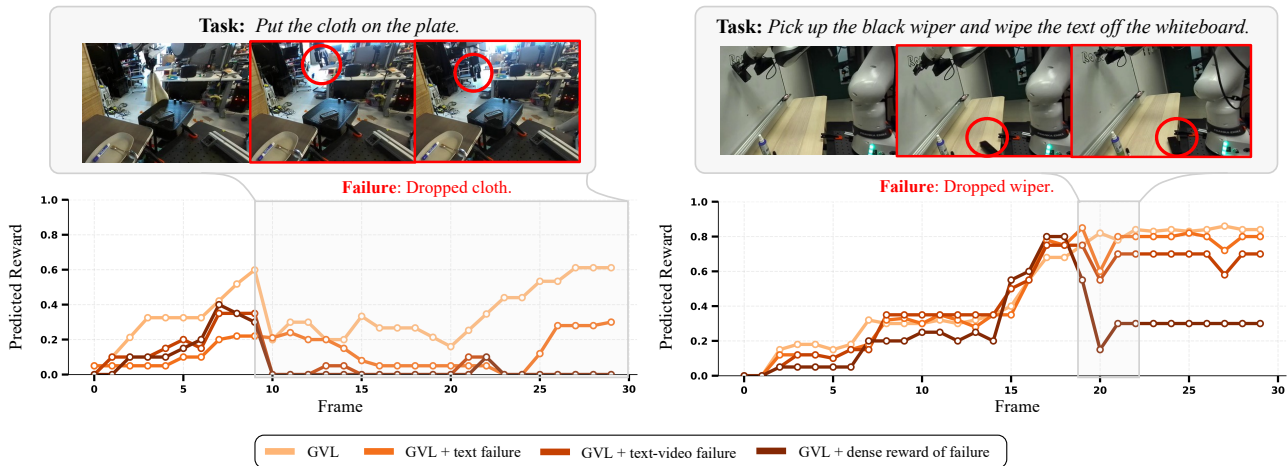 Task: Put the cloth on the plate.
Failure: Dropped cloth.
1.0
0.8
0.6
0.4
0.2
0.0
Predicted Reward
0 5 10 15 20 25 30
Frame
Task: Pick up the black wiper and wipe the text off the whiteboard.
Failure: Dropped wiper.
1.0
0.8
0.6
0.4
0.2
0.0
Predicted Reward
0 5 10 15 20 25 30
Frame
GVL GVL + text failure GVL + text-video failure GVL + dense reward of failure